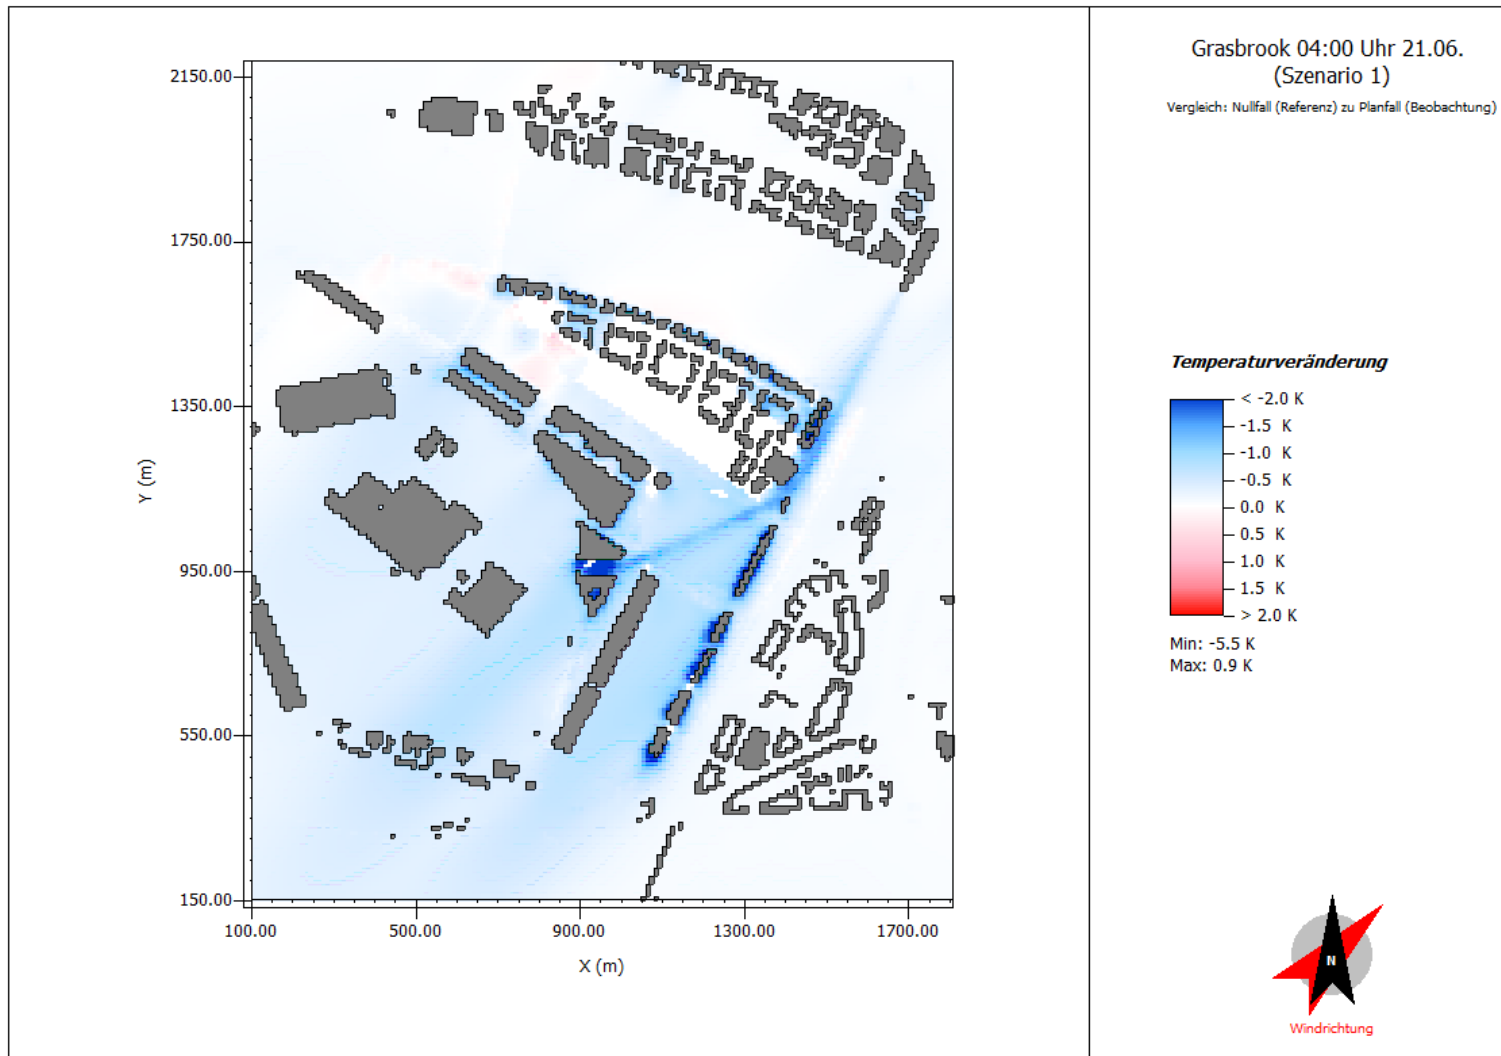 Grasbrook 04:00 Uhr 21.06.
(Szenario 1)
Vergleich: Nullfall (Referenz) zu Planfall (Beobachtung)
2150.00
1750.00
1350.00
950.00
550.00
150.00
Y (m)
100.00 500.00 900.00 1300.00 1700.00
X (m)
Temperaturveränderung
< -2.0 K
-1.5 K
-1.0 K
-0.5 K
0.0 K
0.5 K
1.0 K
1.5 K
> 2.0 K
Min: -5.5 K
Max: 0.9 K
N
Windrichtung